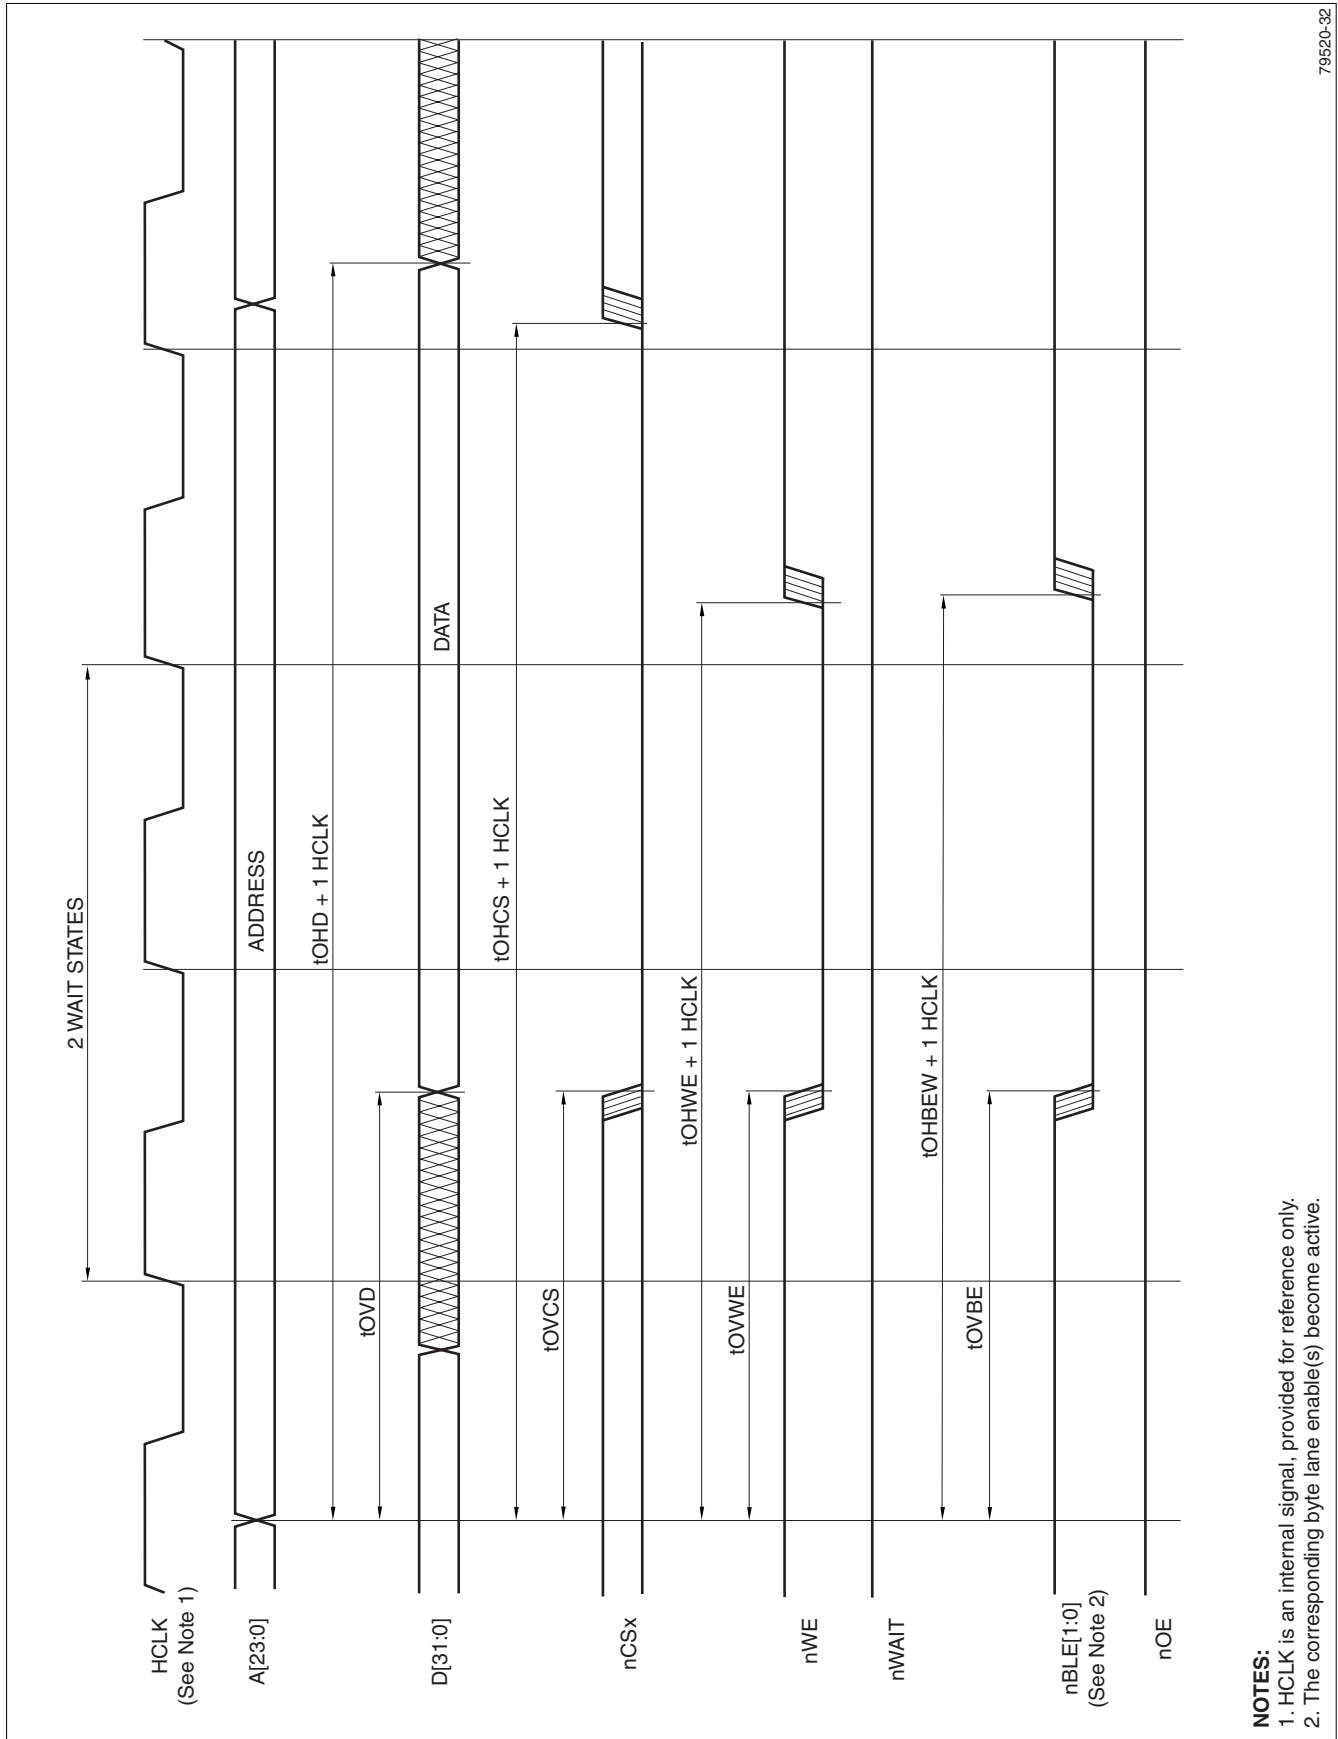 2 WAIT STATES
HCLK
(See Note 1)
A[23:0]
ADDRESS
tOHD + 1 HCLK
tOVD
D[31:0]
DATA
tOHCS + 1 HCLK
tOVCS
nCSx
tOHWE + 1 HCLK
tOVWE
nWE
nWAIT
tOHBEW + 1 HCLK
tOVBE
nBLE[1:0]
(See Note 2)
nOE
NOTES:
1. HCLK is an internal signal, provided for reference only.
2. The corresponding byte lane enable(s) become active.
79520-32